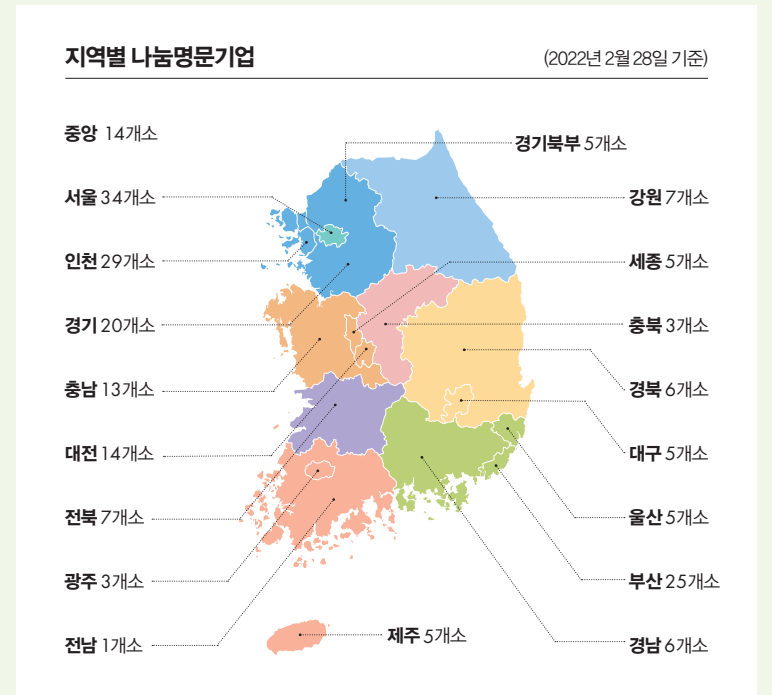 지역별 나눔명문기업 (2022년 2월 28일 기준)
중앙 14개소
경기북부 5개소
서울 34개소
강원 7개소
인천 29개소
세종 5개소
경기 20개소
충북 3개소
충남 13개소
경북 6개소
대전 14개소
대구 5개소
전북 7개소
울산 5개소
광주 3개소
부산 25개소
전남 1개소
제주 5개소
경남 6개소